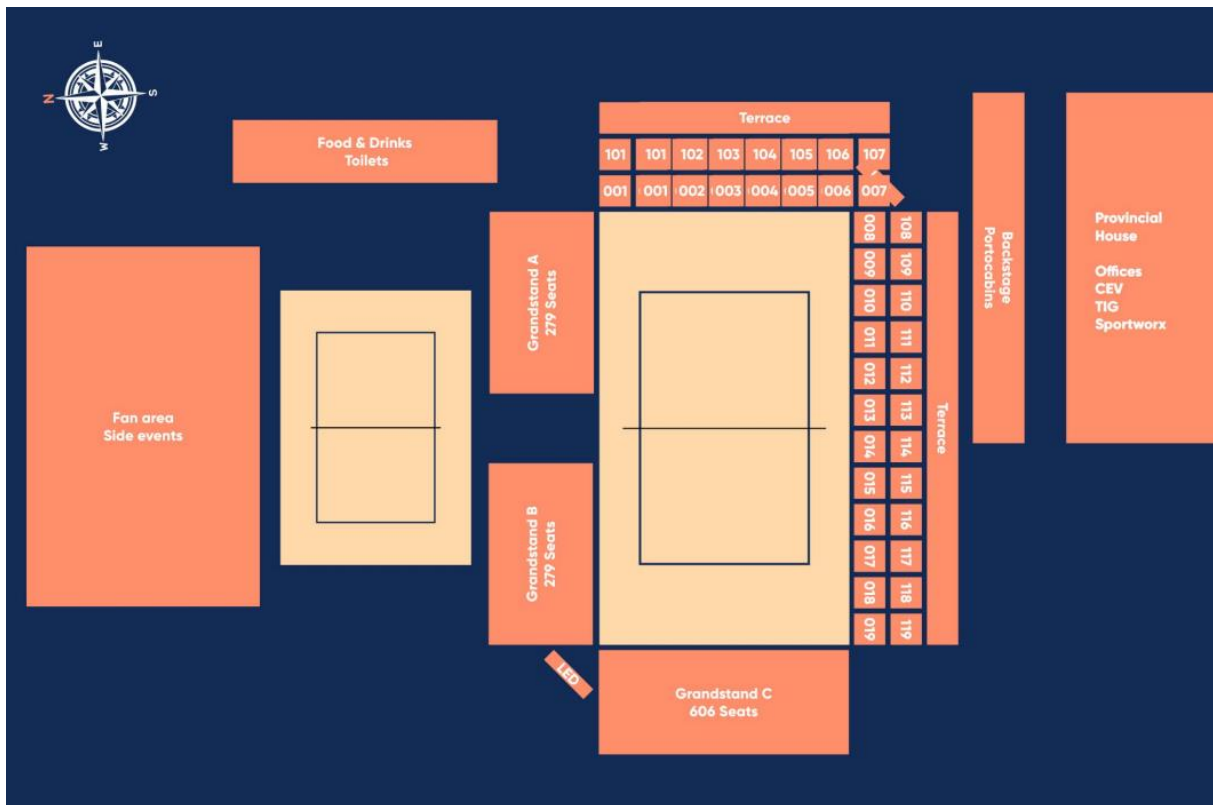 E
N
S
W
Food & Drinks
Toilets
Terrace
101 101 102 103 104 105 106 107
001 001 002 003 004 005 006 007
Grandstand A
279 Seats
Grandstand B
279 Seats
Fan area
Side events
008 108
009 109
010 110
011 111
012 112
013 113
014 114
015 115
016 116
017 117
018 118
019 119
Terrace
Backstage
Portocabins
Provincial
House
Offices
CEV
TIG
Sportworx
LED
Grandstand C
606 Seats